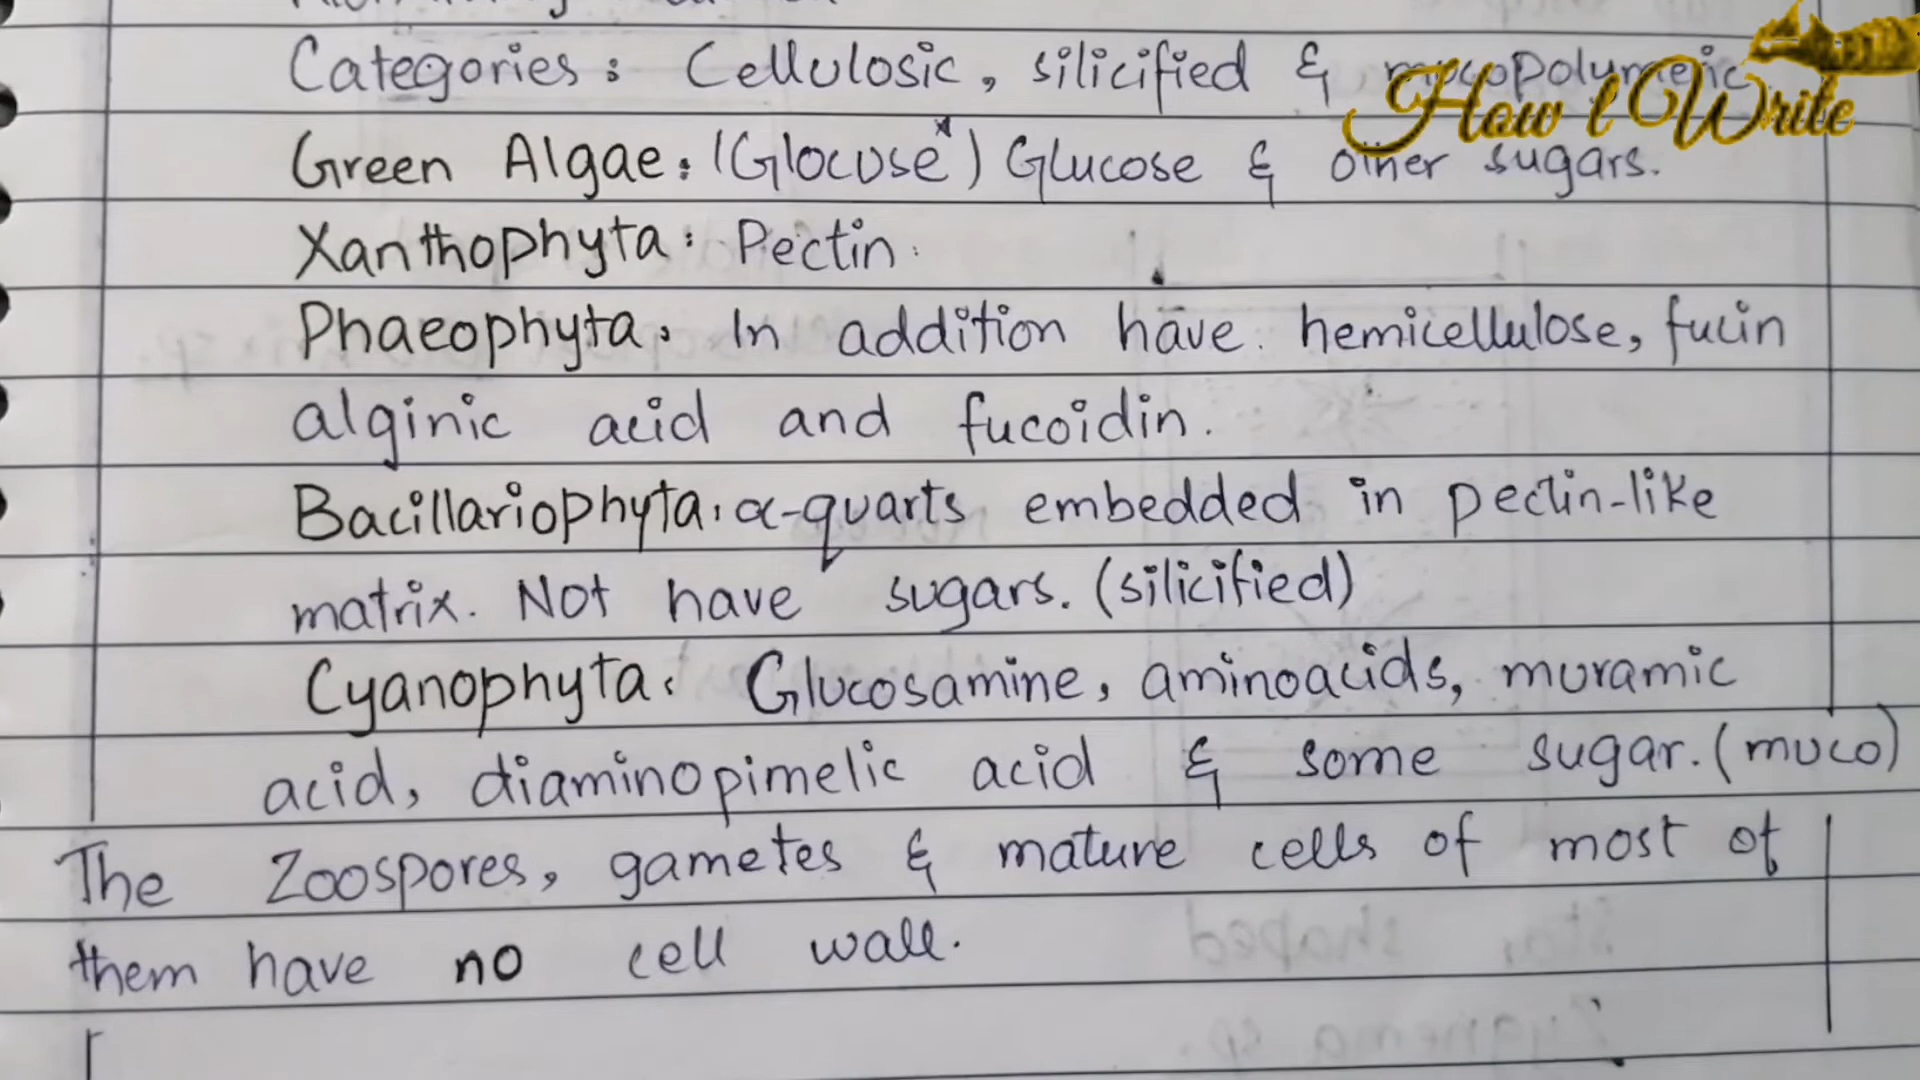 Categories: Cellulosic, silicified & mucopolymeric
How I Write
Green Algae: (Glocuse*) Glucose & other sugars.
Xanthophyta: Pectin.
Phaeophyta: In addition have hemicellulose, fucin
alginic acid and fucoidin.
Bacillariophyta: α-quarts embedded in pectin-like
matrix. Not have sugars. (silicified)
Cyanophyta: Glucosamine, aminoacids, muramic
acid, diaminopimelic acid & some sugar. (muco)
The Zoospores, gametes & mature cells of most of
them have no cell wall.